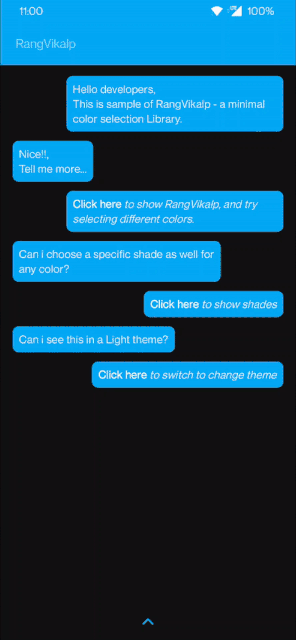 11:00 100%
RangVikalp
Hello developers,
This is sample of RangVikalp - a minimal
color selection Library.
Nice!!,
Tell me more...
Click here to show RangVikalp, and try
selecting different colors.
Can i choose a specific shade as well for
any color?
Click here to show shades
Can i see this in a Light theme?
Click here to switch to change theme